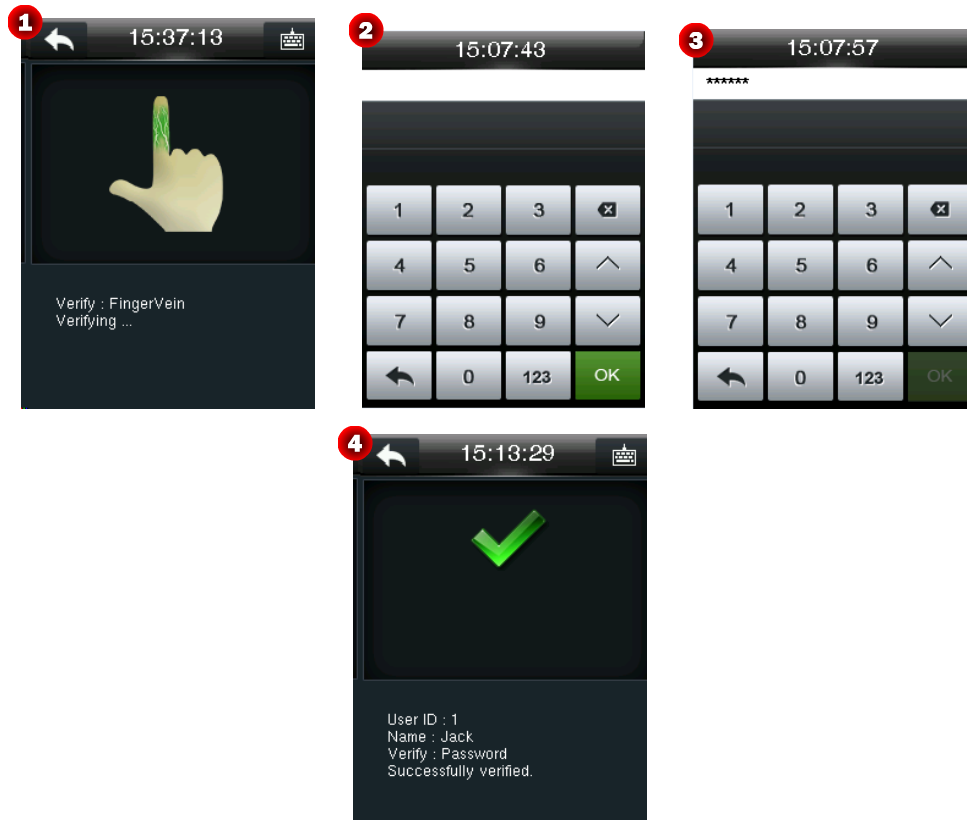 1
15:37:13
Verify : FingerVein
Verifying ...
2
15:07:43
1 2 3
4 5 6
7 8 9
0 123 OK
3
15:07:57
******
1 2 3
4 5 6
7 8 9
0 123 OK
4
15:13:29
User ID : 1
Name : Jack
Verify : Password
Successfully verified.